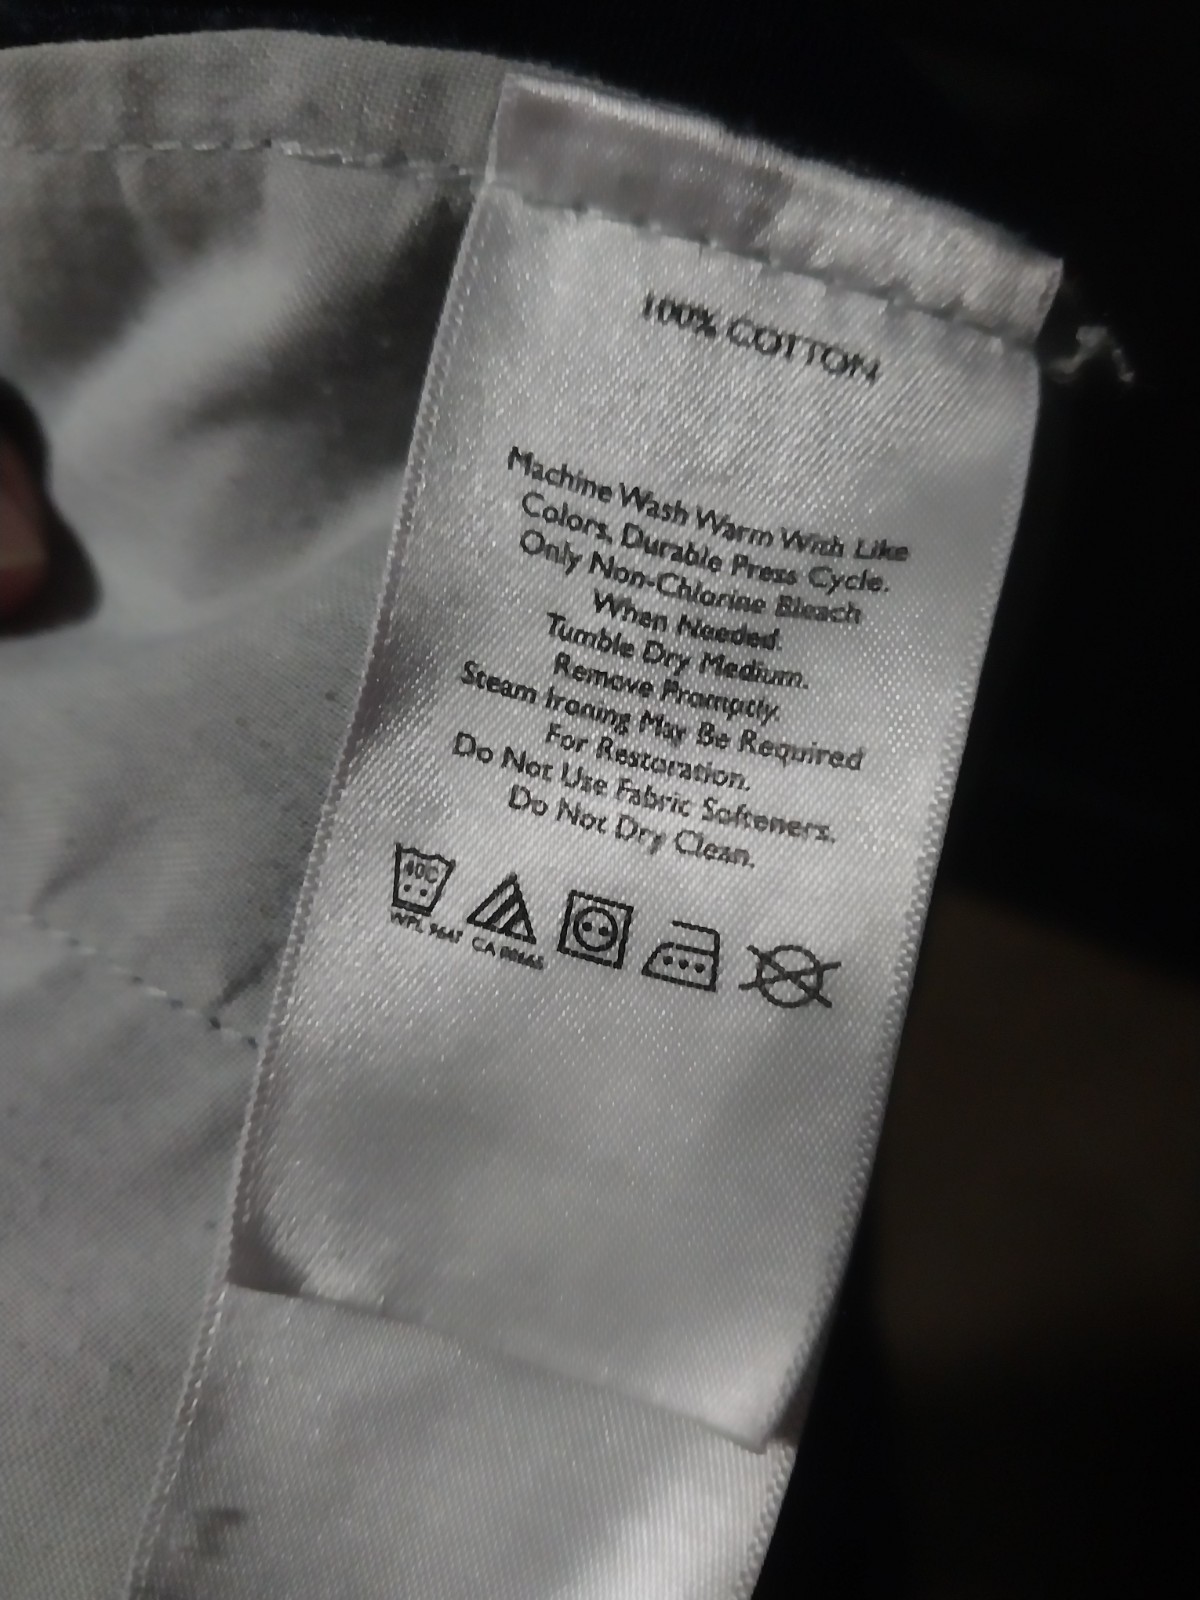 100% COTTON
Machine Wash Warm With Like
Colors, Durable Press Cycle.
Only Non-Chlorine Bleach
When Needed.
Tumble Dry Medium.
Remove Promptly.
Steam Ironing May Be Required
For Restoration.
Do Not Use Fabric Softeners.
Do Not Dry Clean.
40C
WPL CA